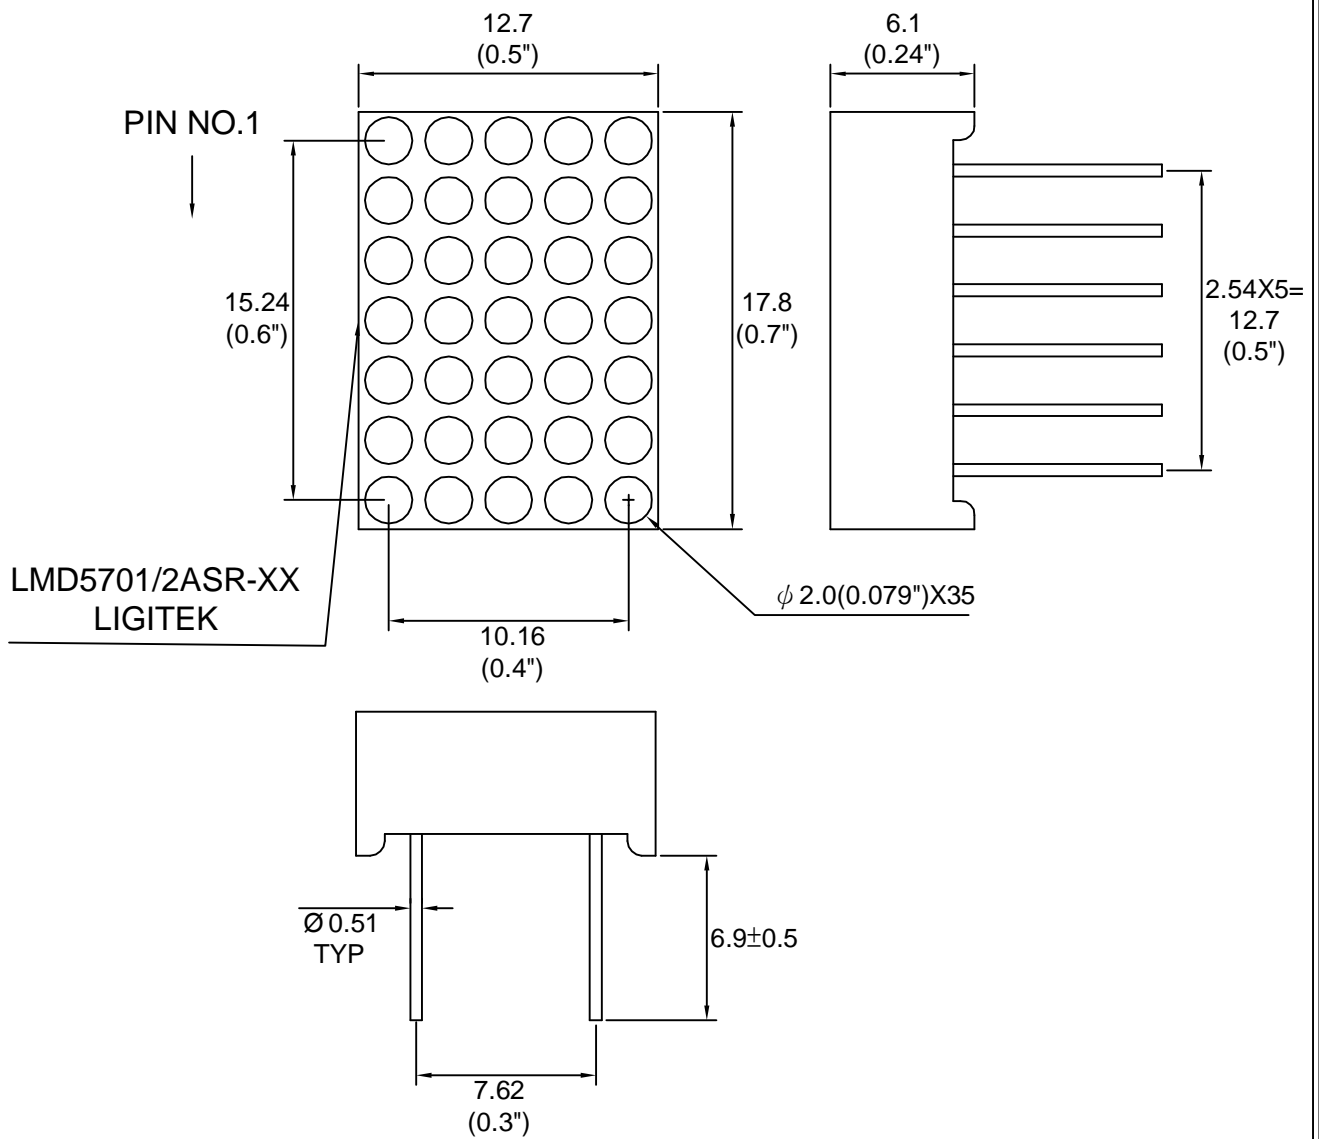 12.7
(0.5")
6.1
(0.24")
PIN NO.1
15.24
(0.6")
17.8
(0.7")
2.54X5=
12.7
(0.5")
LMD5701/2ASR-XX
LIGITEK
ϕ 2.0(0.079")X35
10.16
(0.4")
Ø 0.51
TYP
6.9±0.5
7.62
(0.3")